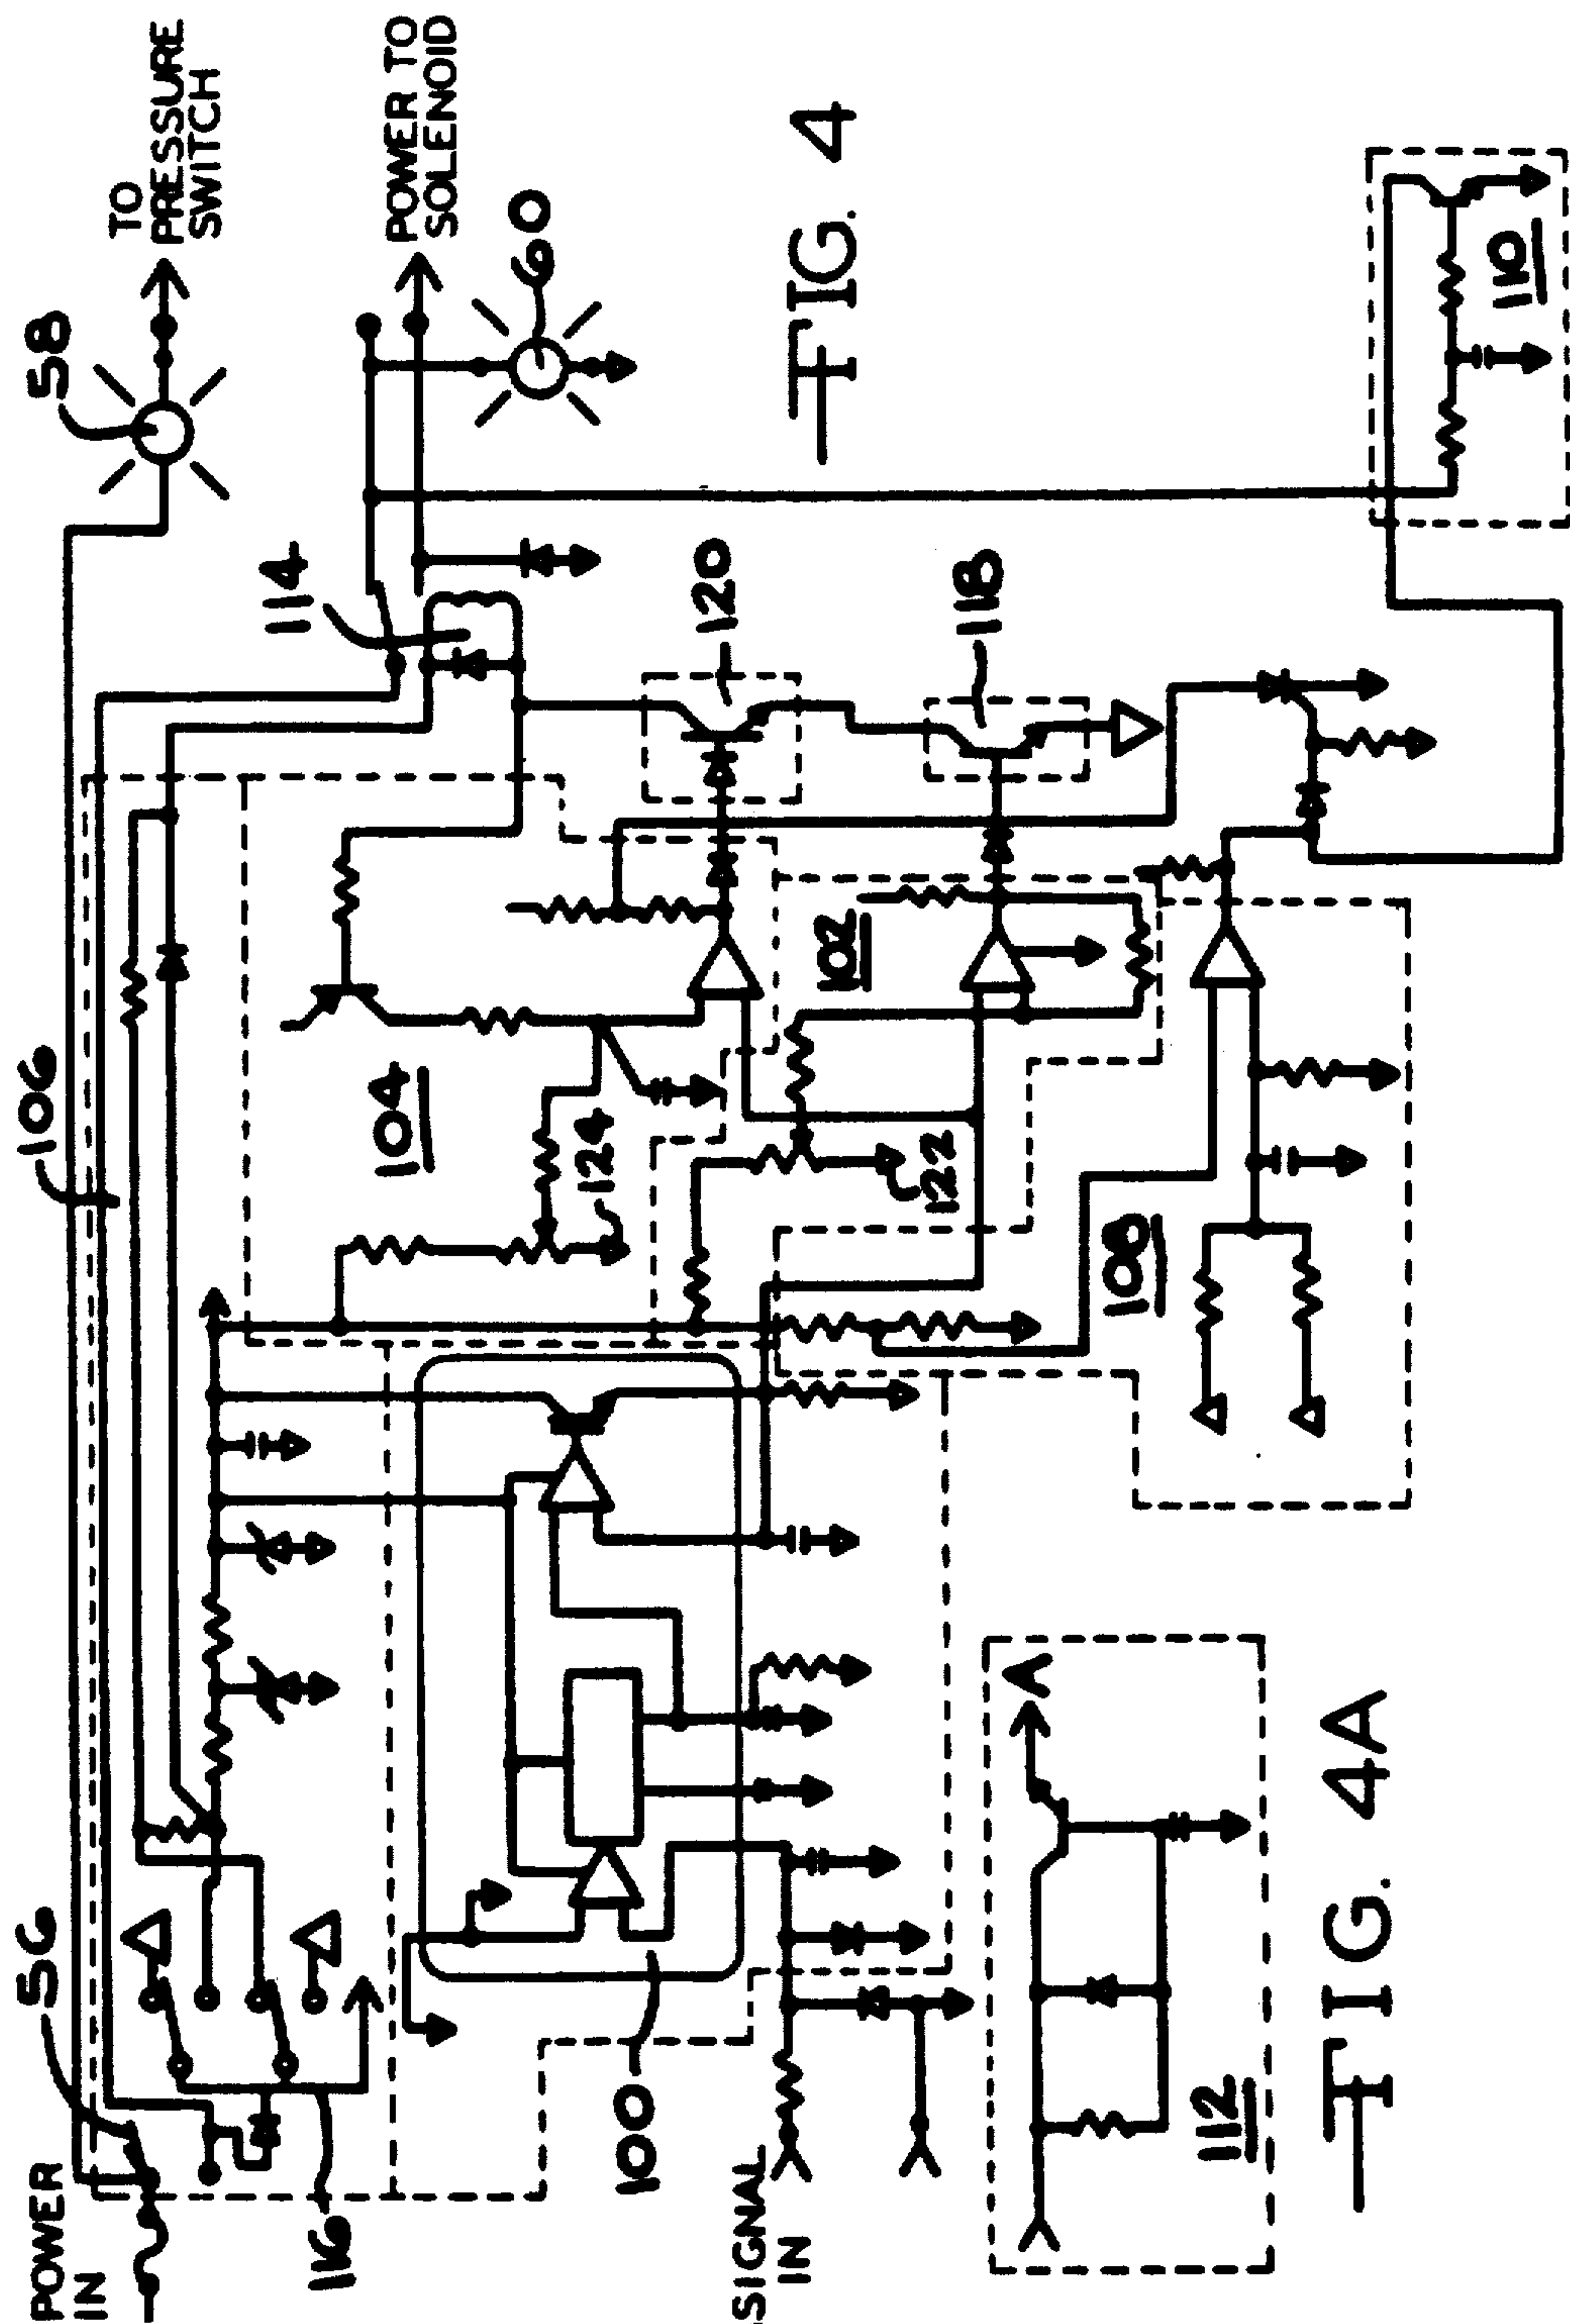 POWER
IN
56
106
58
TO
PRESSURE
SWITCH
114
POWER TO
SOLENOID
60
116
104
124
120
100
102
122
118
SIGNAL
IN
108
110
FIG. 4
A
112
FIG. 4A